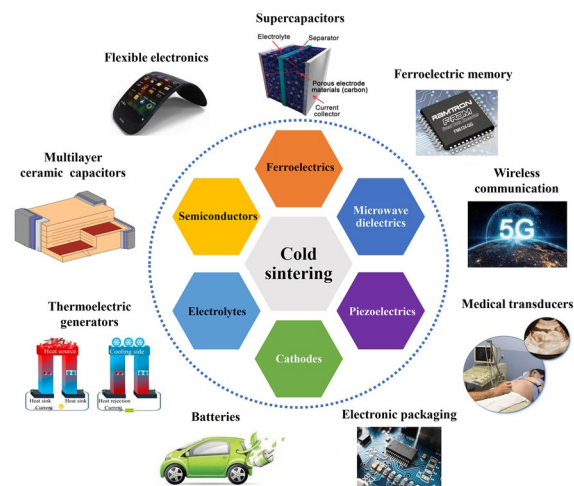 Supercapacitors
Electrolyte
Separator
Porous electrode
materials (carbon)
Current
collector
Flexible electronics
Ferroelectric memory
RAMTRON
FRAM
Multilayer
ceramic capacitors
Wireless
communication
5G
Ferroelectrics
Semiconductors
Microwave
dielectrics
Cold
sintering
Electrolytes
Piezoelectrics
Cathodes
Thermoelectric
generators
Heat source
Cooling side
Heat sink
Heat sink
Current
Heat rejection
Current
Medical transducers
Batteries
Electronic packaging